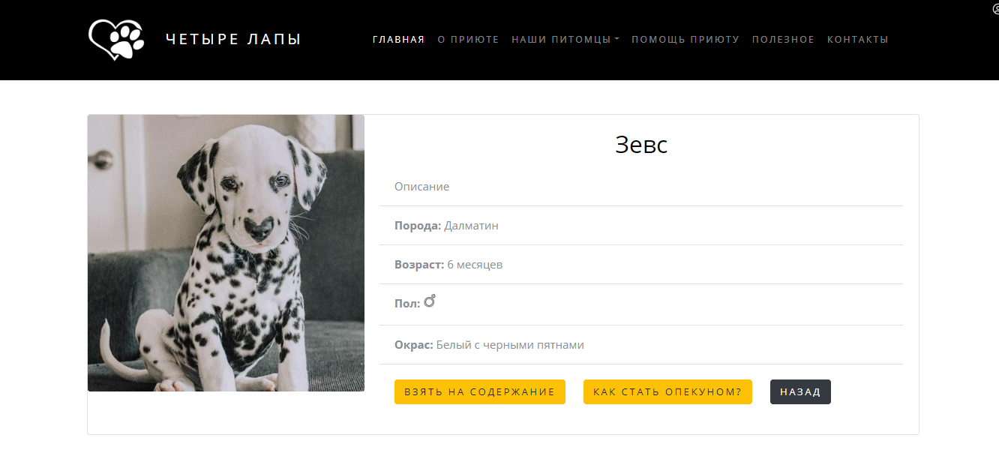 ЧЕТЫРЕ ЛАПЫ
ГЛАВНАЯ О ПРИЮТЕ НАШИ ПИТОМЦЫ ПОМОЩЬ ПРИЮТУ ПОЛЕЗНОЕ КОНТАКТЫ
Зевс
Описание
Порода: Далматин
Возраст: 6 месяцев
Пол:
Окрас: Белый с черными пятнами
ВЗЯТЬ НА СОДЕРЖАНИЕ КАК СТАТЬ ОПЕКУНОМ? НАЗАД